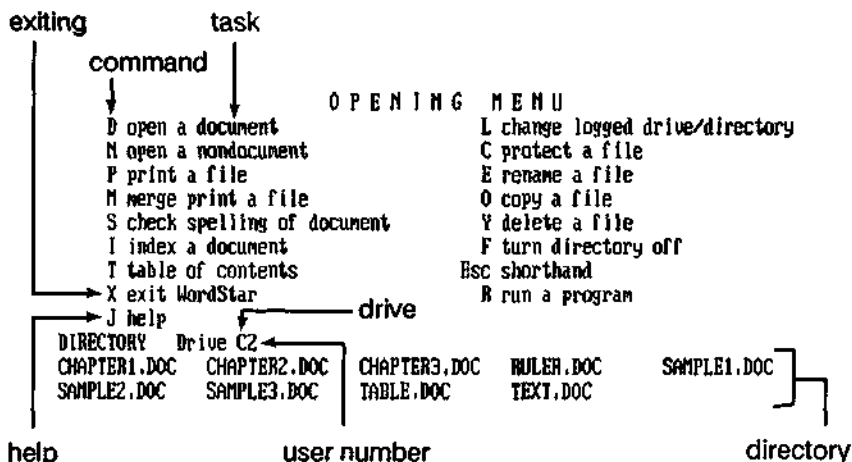 exiting task
command
OPENING MENU
D open a document L change logged drive/directory
N open a nondocument C protect a file
P print a file E rename a file
M merge print a file O copy a file
S check spelling of document Y delete a file
I index a document F turn directory off
T table of contents Esc shorthand
X exit WordStar R run a program
J help drive
DIRECTORY Drive C2
CHAPTER1.DOC CHAPTER2.DOC CHAPTER3.DOC RULER.DOC SAMPLE1.DOC
SAMPLE2.DOC SAMPLE3.DOC TABLE.DOC TEXT.DOC
help user number directory